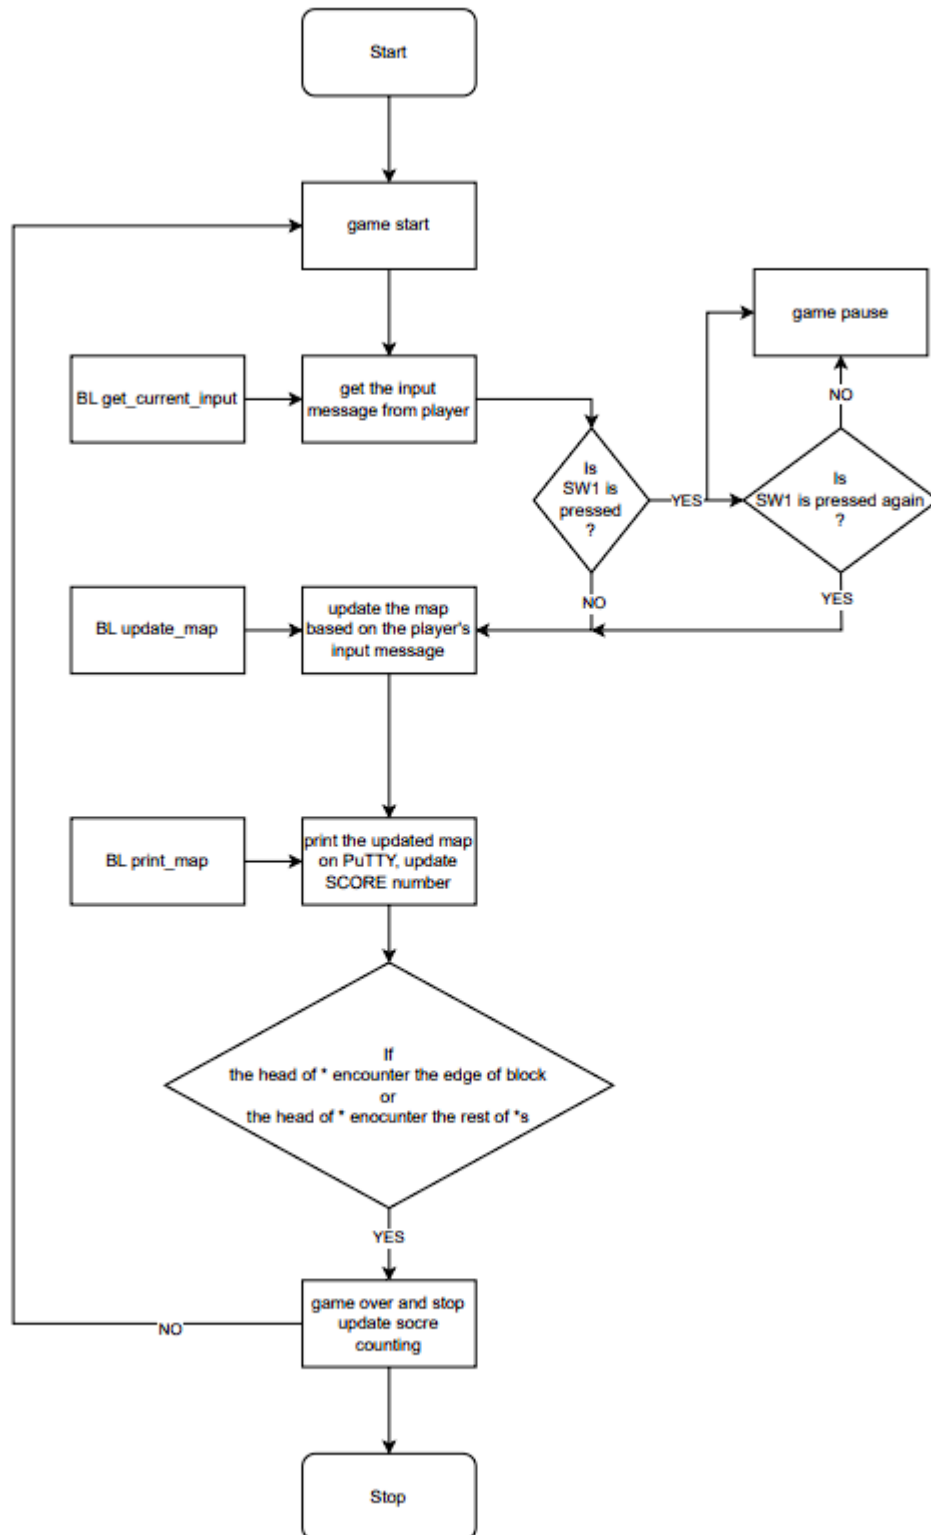 Start
game start
game pause
BL get_current_input
get the input
message from player
NO
Is
SW1 is
pressed
?
YES
Is
SW1 is pressed again
?
NO
YES
BL update_map
update the map
based on the player's
input message
BL print_map
print the updated map
on PuTTY, update
SCORE number
If
the head of * encounter the edge of block
or
the head of * enocunter the rest of *s
YES
game over and stop
update socre
counting
NO
Stop